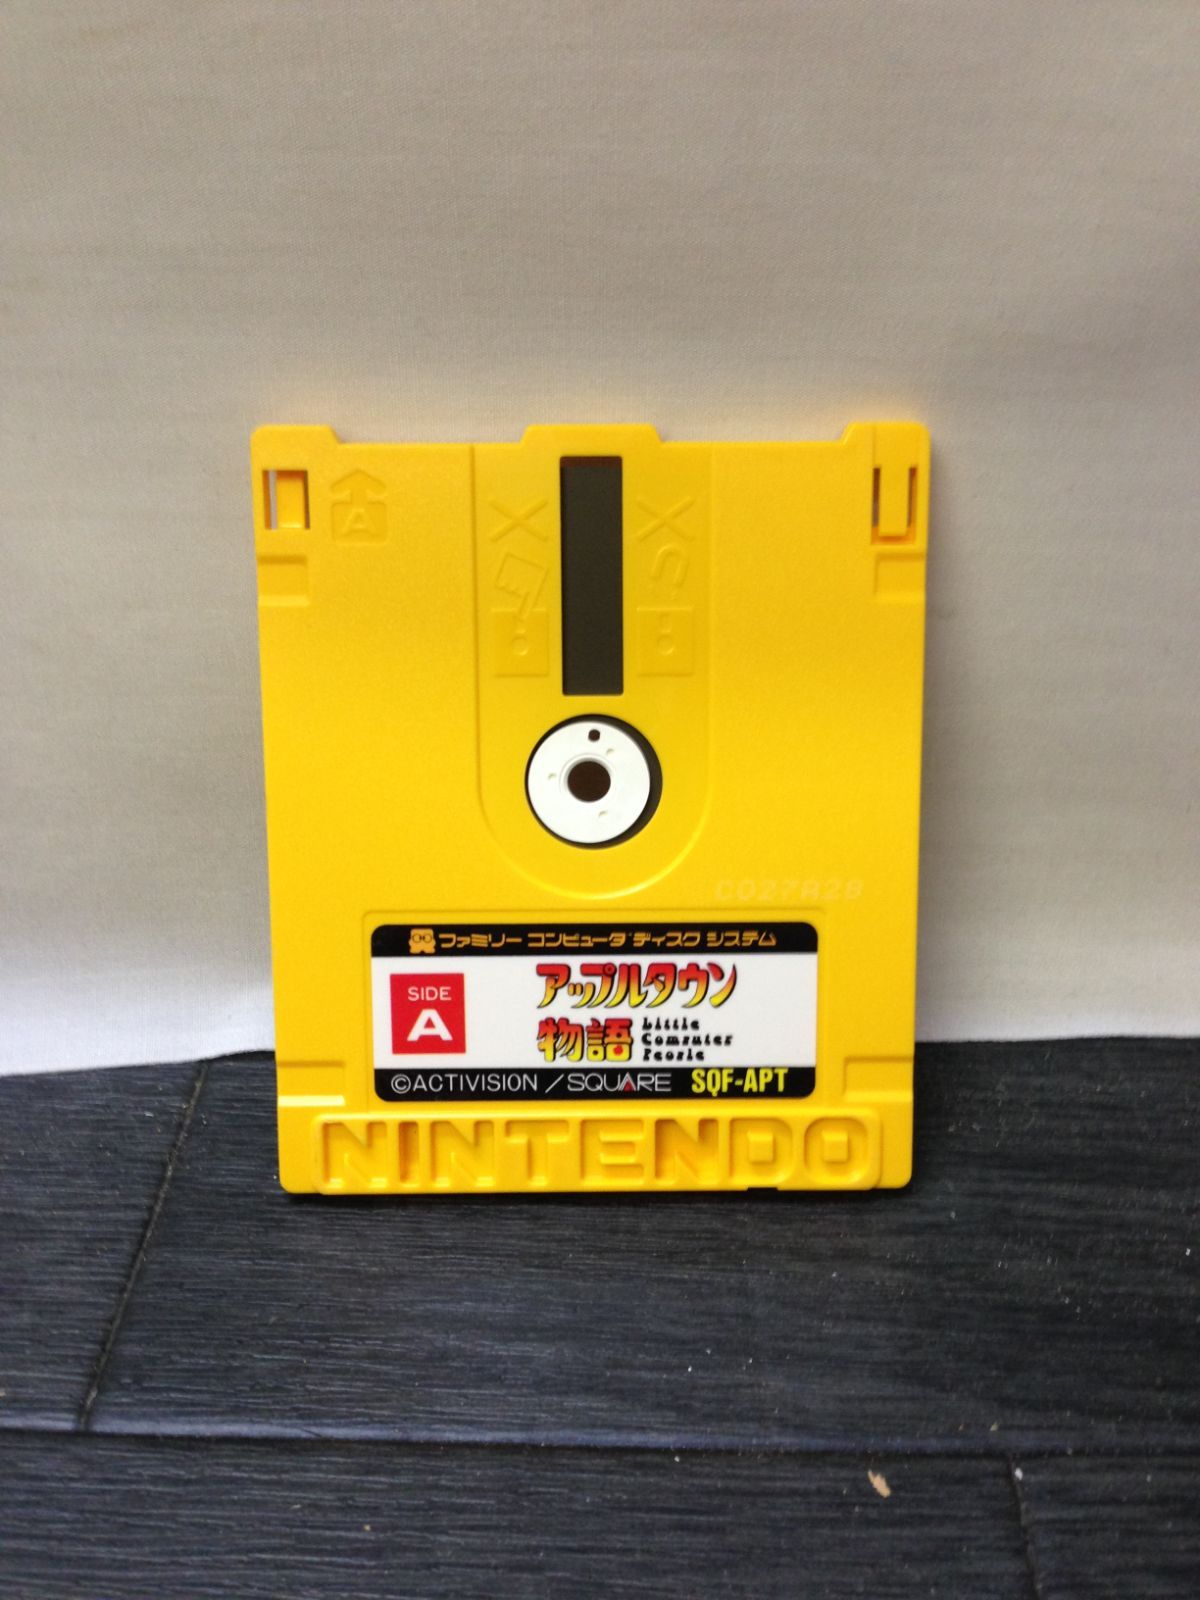 A
C027A28
ファミリー コンピュータ ディスク システム
SIDE
A
アップルタウン
物語
Little
Computer
People
©ACTIVISION / SQUARE SQF-APT
NINTENDO